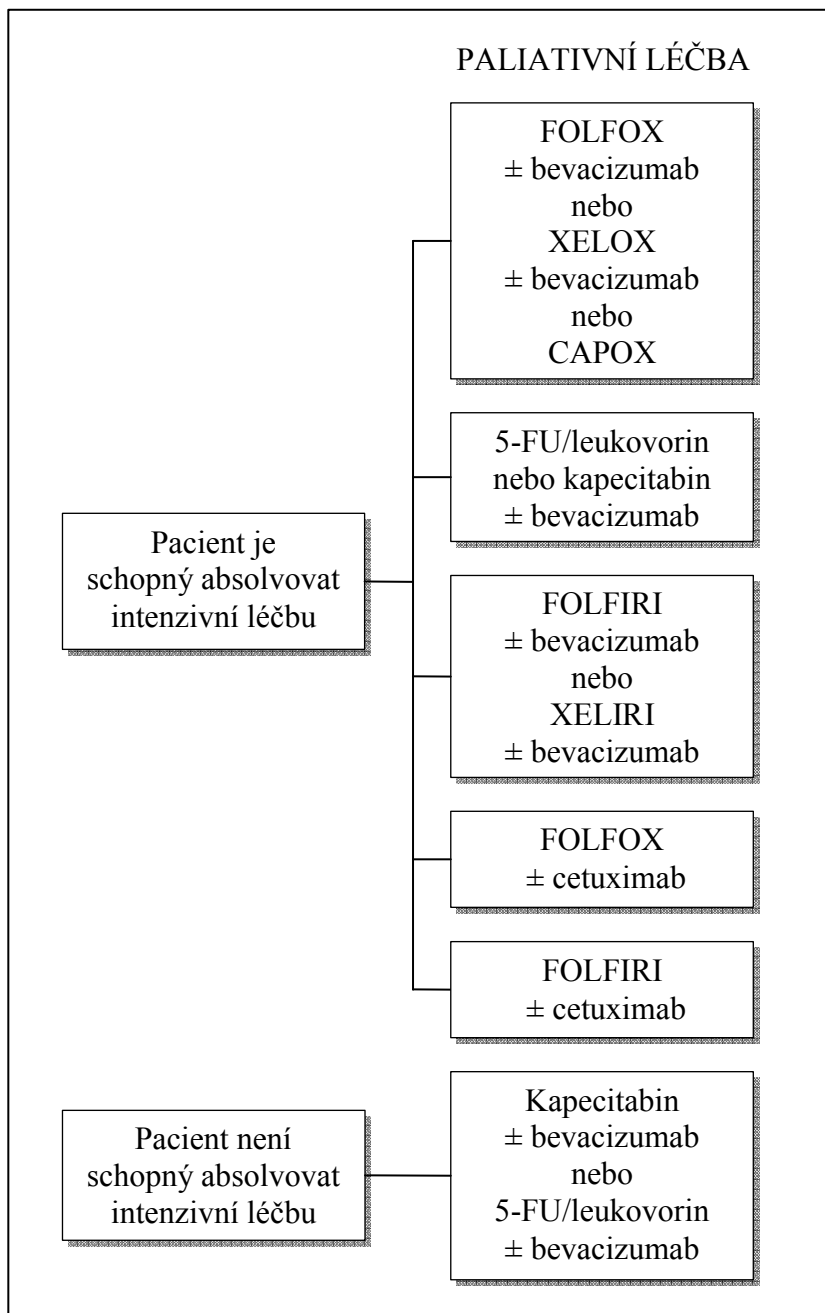 PALIATIVNÍ LÉČBA
Pacient je
schopný absolvovat
intenzivní léčbu
FOLFOX
± bevacizumab
nebo
XELOX
± bevacizumab
nebo
CAPOX
5-FU/leukovorin
nebo kapecitabin
± bevacizumab
FOLFIRI
± bevacizumab
nebo
XELIRI
± bevacizumab
FOLFOX
± cetuximab
FOLFIRI
± cetuximab
Pacient není
schopný absolvovat
intenzivní léčbu
Kapecitabin
± bevacizumab
nebo
5-FU/leukovorin
± bevacizumab